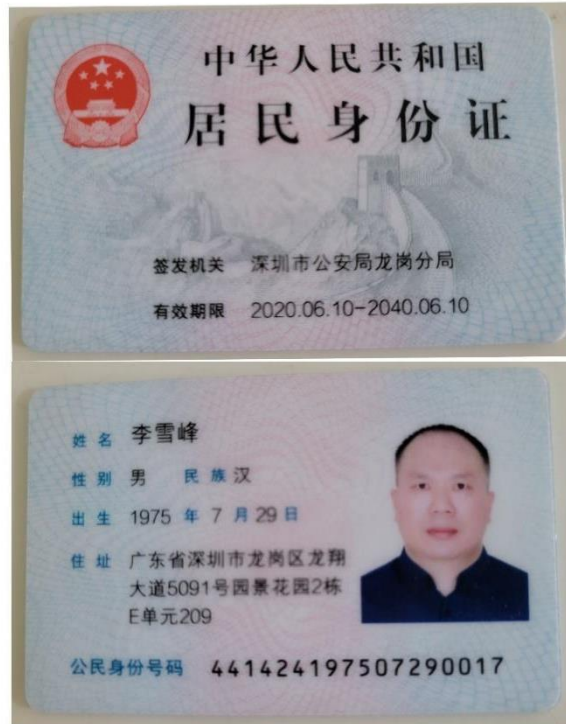 中华人民共和国
居民身份证
签发机关 深圳市公安局龙岗分局
有效期限 2020.06.10-2040.06.10
姓名 李雪峰
性别 男 民族 汉
出生 1975 年 7 月 29 日
住址 广东省深圳市龙岗区龙翔
大道5091号园景花园2栋
E单元209
公民身份号码 441424197507290017